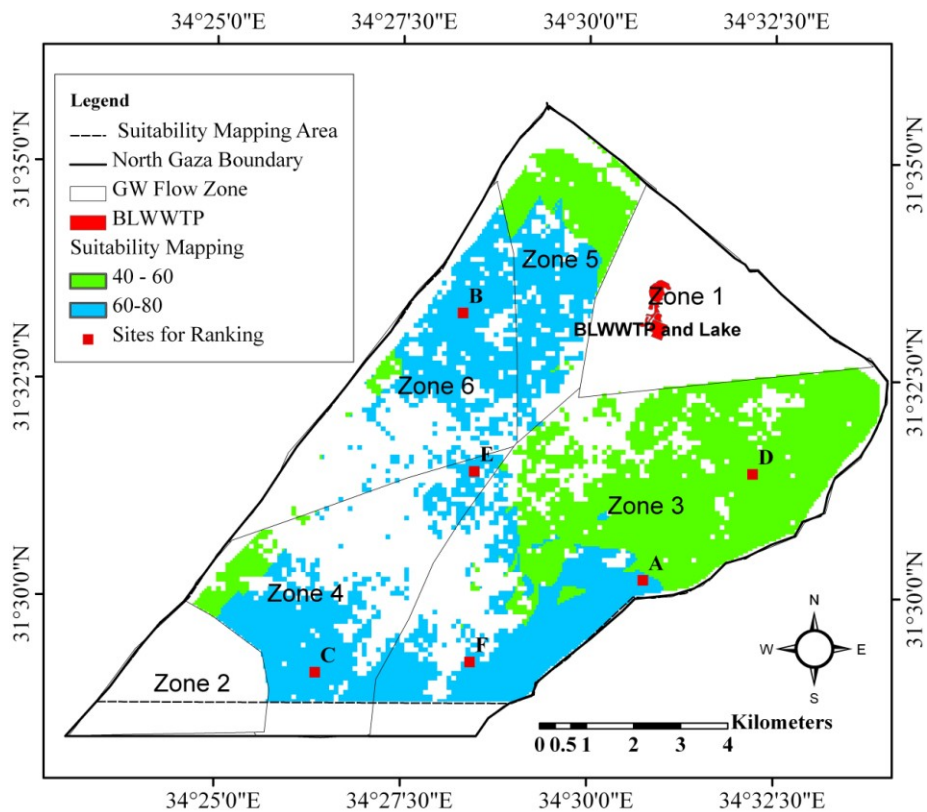 34°25'0"E 34°27'30"E 34°30'0"E 34°32'30"E
Legend
Suitability Mapping Area
North Gaza Boundary
GW Flow Zone
BLWWTP
Suitability Mapping
40 - 60
60-80
Sites for Ranking
31°35'0"N
31°32'30"N
31°30'0"N
31°35'0"N
31°32'30"N
31°30'0"N
Zone 5
Zone 1
B
BLWWTP and Lake
Zone 6
E
D
Zone 3
A
Zone 4
F
C
Zone 2
N
W E
S
Kilometers
0 0.5 1 2 3 4
34°25'0"E 34°27'30"E 34°30'0"E 34°32'30"E